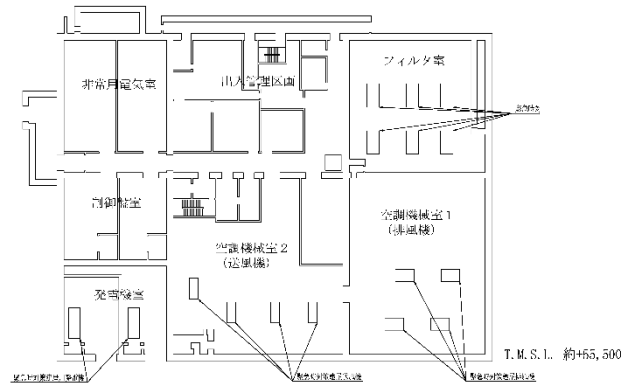 非常用電気室
出入管理区画
フィルタ室
制御盤室
空調機械室2
(送風機)
空調機械室1
(排風機)
発電機室
T.M.S.L. 約+55,500